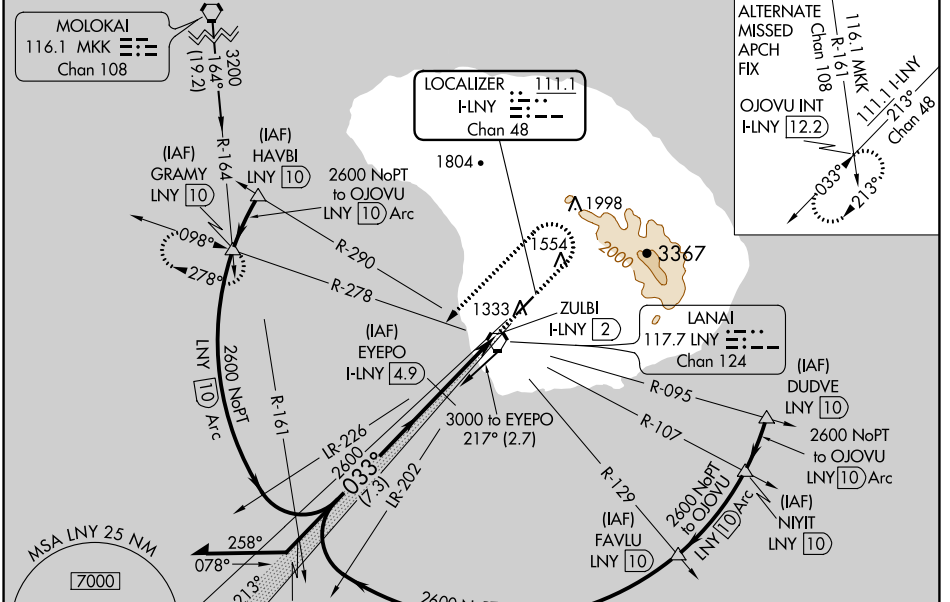 MOLOKAI
116.1 MKK
Chan 108
3200
164°
(19.2)
R-164
(IAF)
GRAMY
LNY 10
(IAF)
HAVBI
LNY 10
2600 NoPT
to OJOVU
LNY 10 Arc
098°
278°
R-290
R-278
LOCALIZER 111.1
I-LNY
Chan 48
1804
1998
1554
2000
3367
1333
ZULBI
I-LNY 2
LANAI
117.7 LNY
Chan 124
ALTERNATE
MISSED
APCH
FIX
116.1 MKK
Chan 108
R-161
111.1 I-LNY
213°
Chan 48
OJOVU INT
I-LNY 12.2
033°
213°
(IAF)
EYEPO
I-LNY 4.9
2600 NoPT
LNY 10 Arc
R-161
3000 to EYEPO
217° (2.7)
LR-226
2600
033°
(7.3)
LR-202
R-095
R-107
R-129
(IAF)
DUDVE
LNY 10
2600 NoPT
to OJOVU
LNY 10 Arc
2600 NoPT
to OJOVU
LNY 10 Arc
(IAF)
NIYIT
LNY 10
(IAF)
FAVLU
LNY 10
258°
078°
213°
MSA LNY 25 NM
7000
2600 NoPT